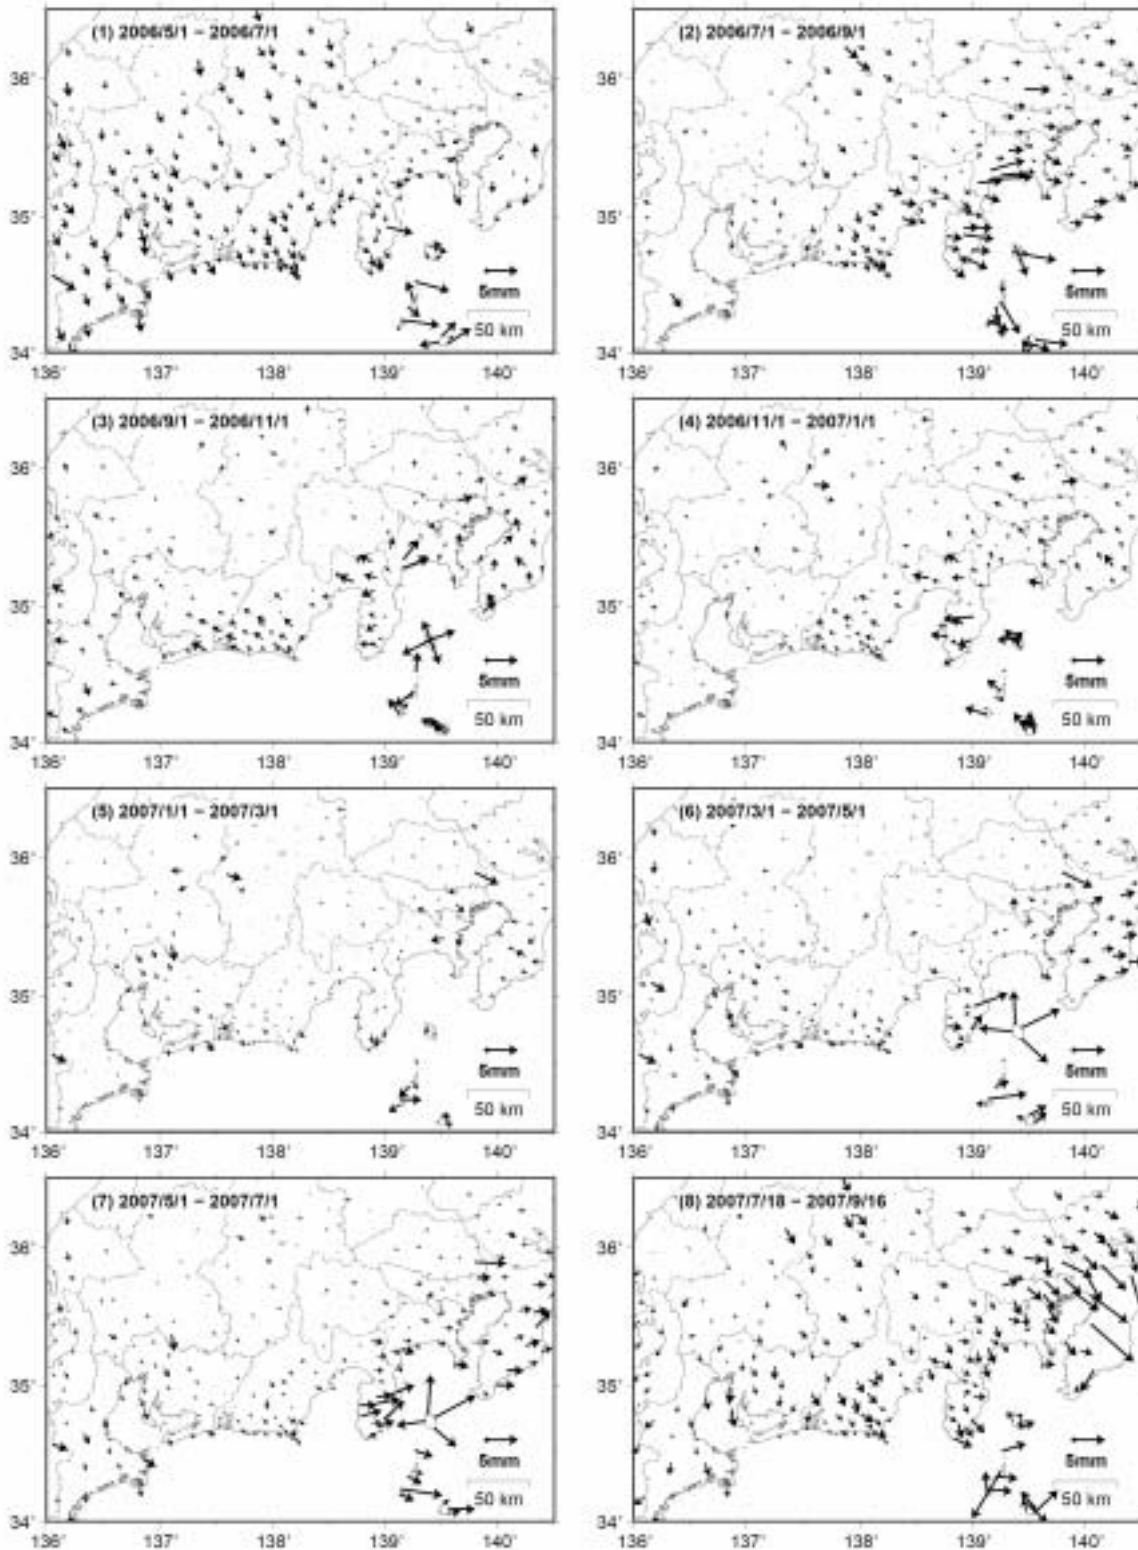 (1) 2006/5/1 – 2006/7/1
36°
35°
5mm
50 km
34°
136° 137° 138° 139° 140°
(2) 2006/7/1 – 2006/9/1
36°
35°
5mm
50 km
34°
136° 137° 138° 139° 140°
(3) 2006/9/1 – 2006/11/1
36°
35°
5mm
50 km
34°
136° 137° 138° 139° 140°
(4) 2006/11/1 – 2007/1/1
36°
35°
5mm
50 km
34°
136° 137° 138° 139° 140°
(5) 2007/1/1 – 2007/3/1
36°
35°
5mm
50 km
34°
136° 137° 138° 139° 140°
(6) 2007/3/1 – 2007/5/1
36°
35°
5mm
50 km
34°
136° 137° 138° 139° 140°
(7) 2007/5/1 – 2007/7/1
36°
35°
5mm
50 km
34°
136° 137° 138° 139° 140°
(8) 2007/7/18 – 2007/9/16
36°
35°
5mm
50 km
34°
136° 137° 138° 139° 140°